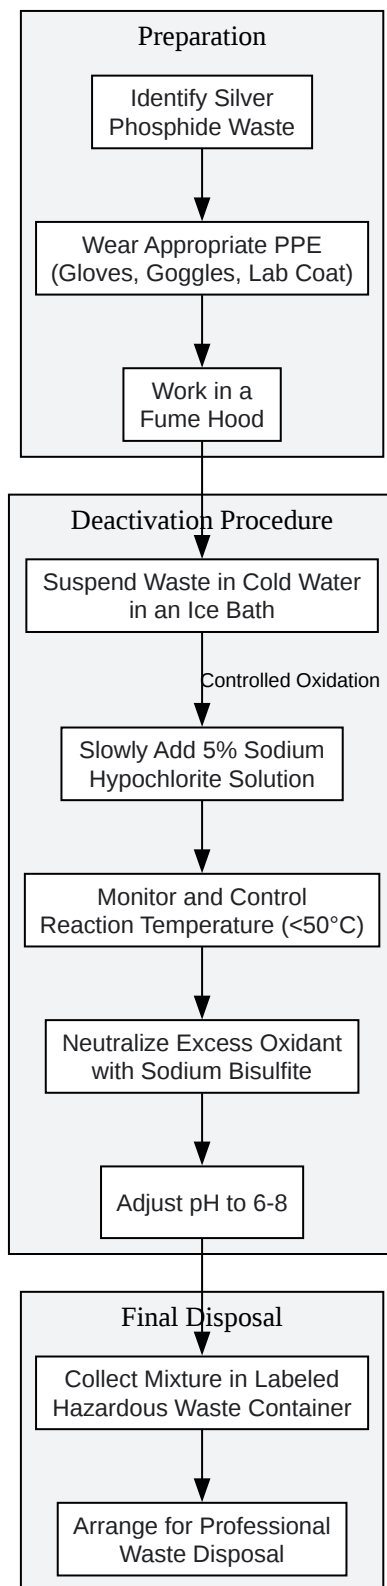 Preparation
Identify Silver
Phosphide Waste
Wear Appropriate PPE
(Gloves, Goggles, Lab Coat)
Work in a
Fume Hood
Deactivation Procedure
Suspend Waste in Cold Water
in an Ice Bath
Controlled Oxidation
Slowly Add 5% Sodium
Hypochlorite Solution
Monitor and Control
Reaction Temperature (<50°C)
Neutralize Excess Oxidant
with Sodium Bisulfite
Adjust pH to 6-8
Final Disposal
Collect Mixture in Labeled
Hazardous Waste Container
Arrange for Professional
Waste Disposal